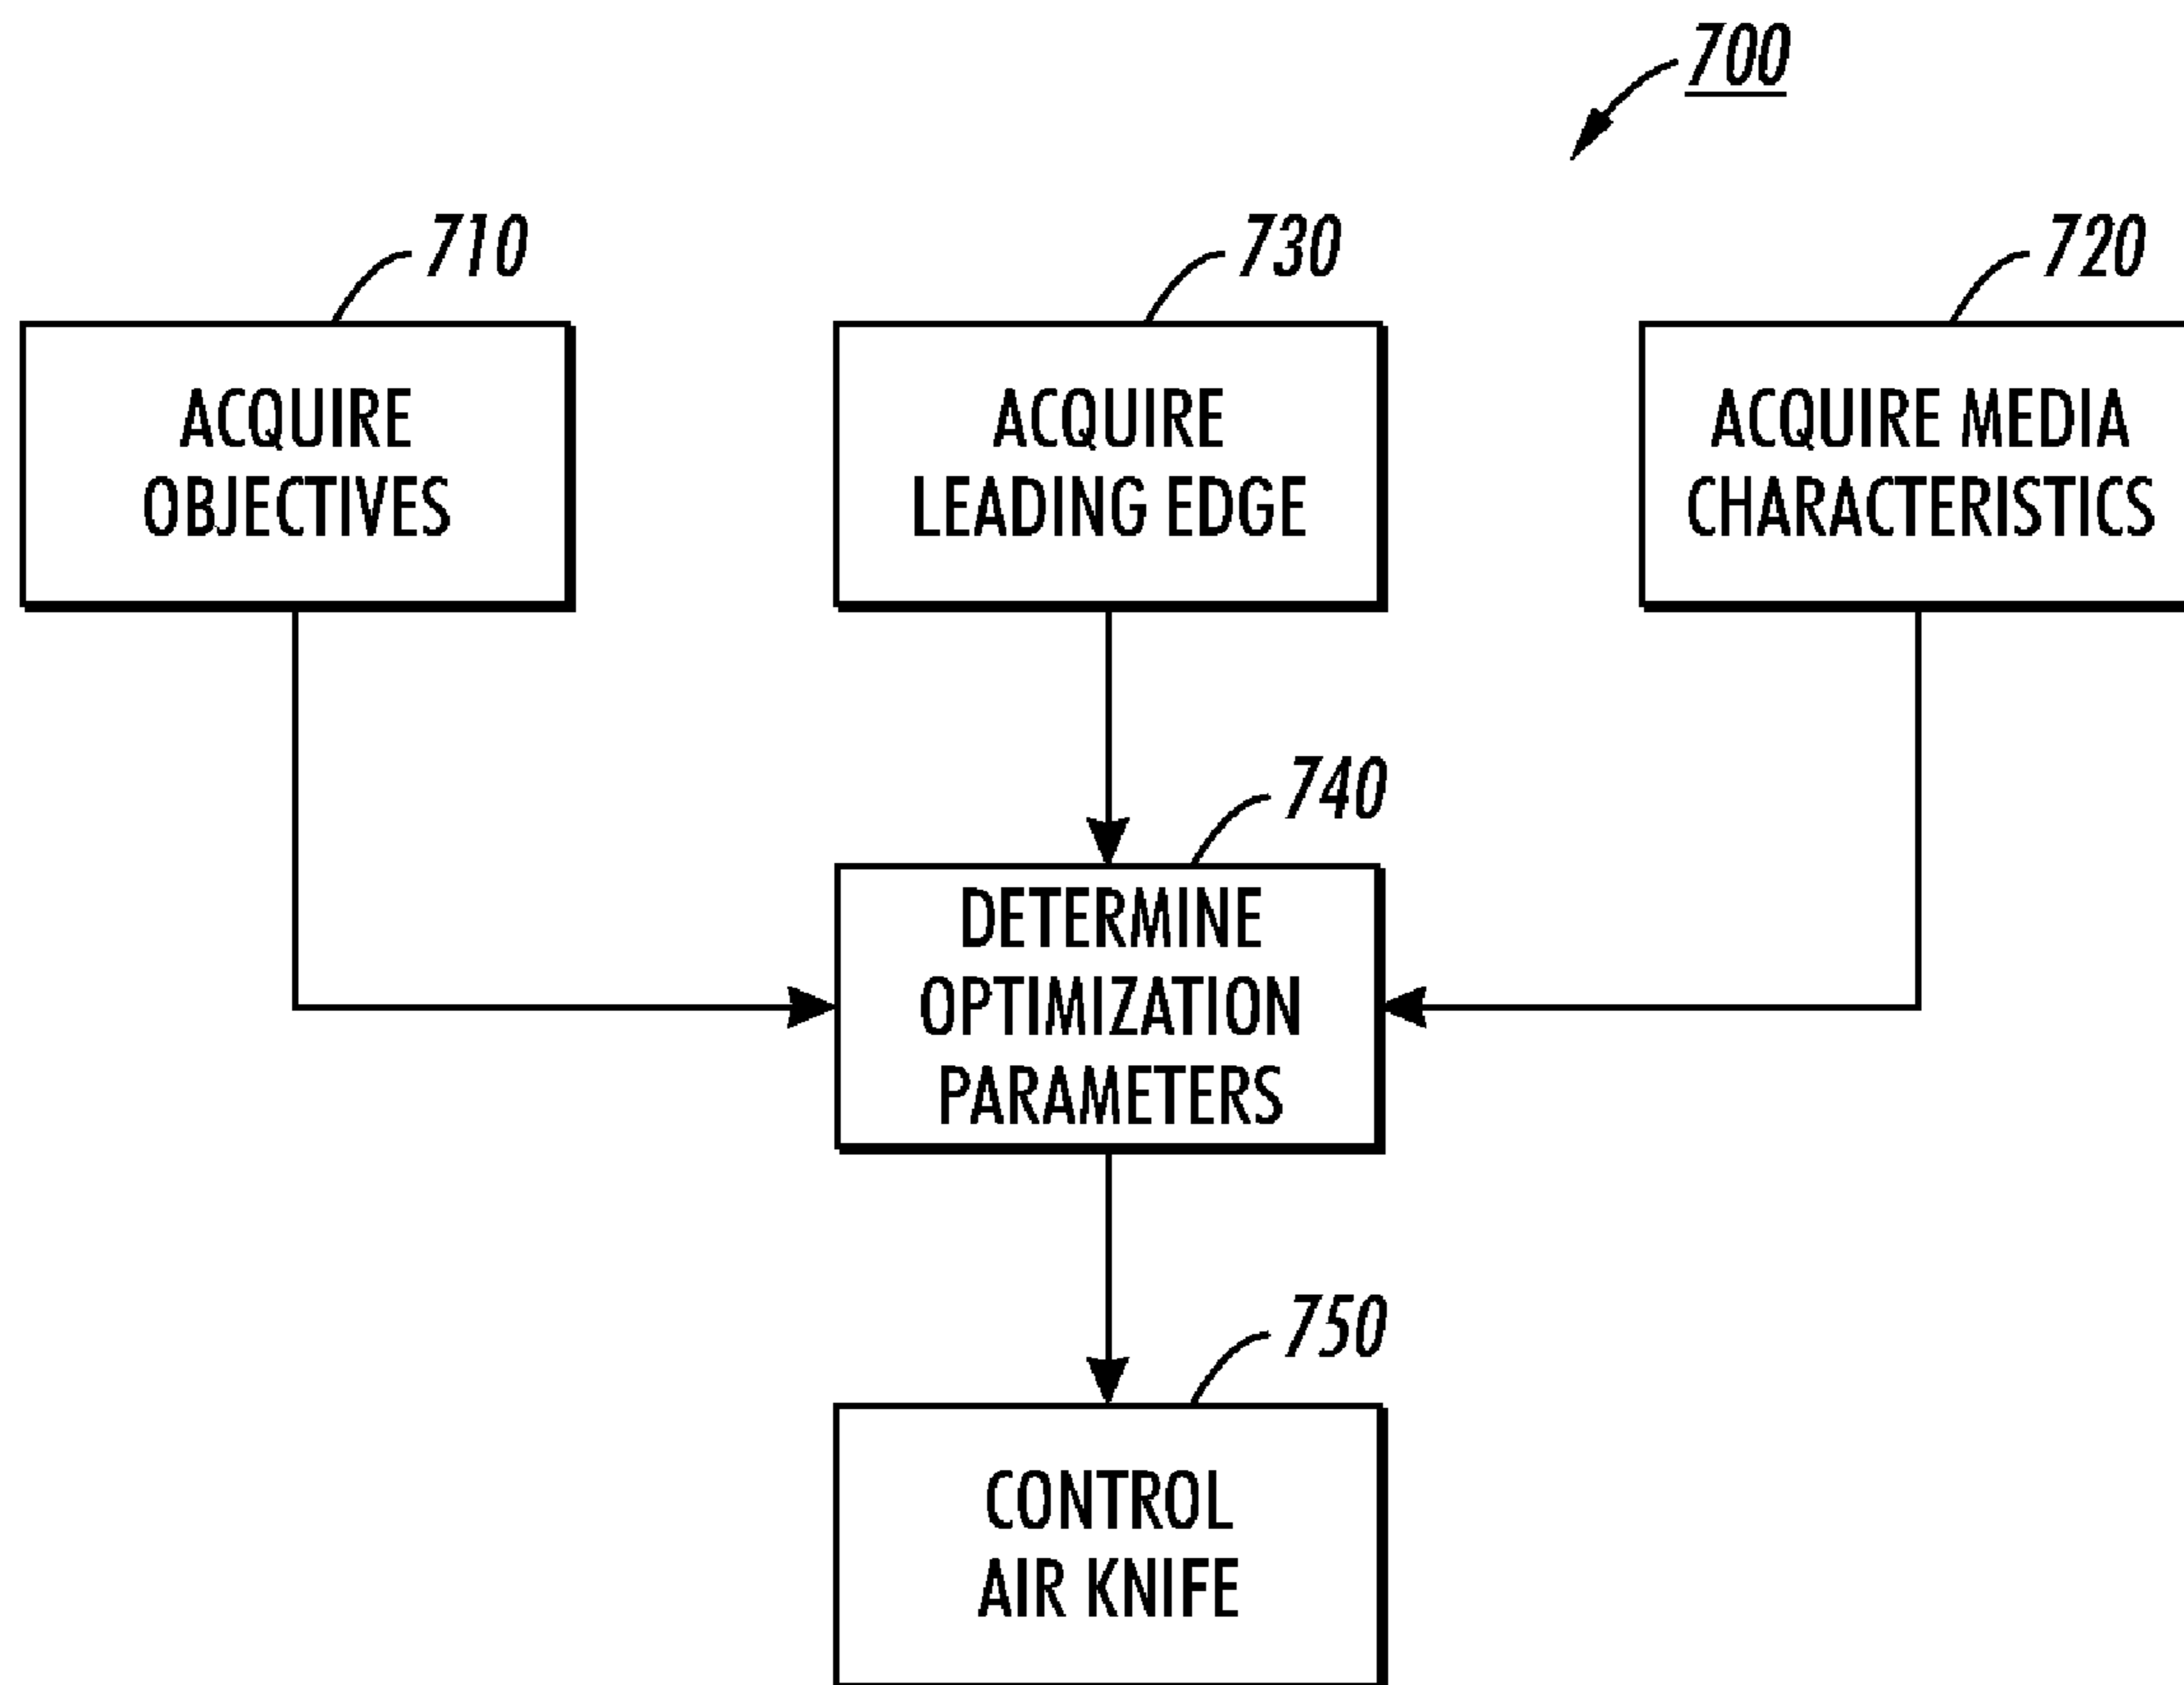 700
710
730
720
ACQUIRE
OBJECTIVES
ACQUIRE
LEADING EDGE
ACQUIRE MEDIA
CHARACTERISTICS
740
DETERMINE
OPTIMIZATION
PARAMETERS
750
CONTROL
AIR KNIFE